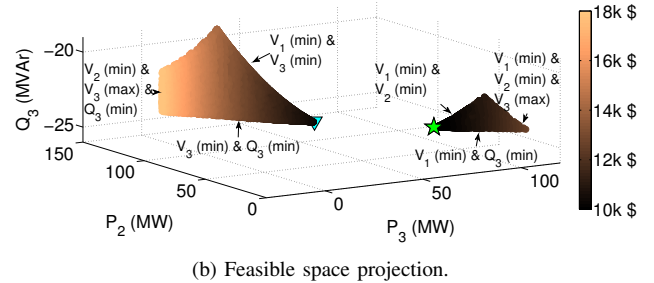 18k $
16k $
14k $
12k $
10k $
−20
−25
Q₃ (MVAr)
150
100
50
0
P₂ (MW)
0
50
100
P₃ (MW)
V₂ (min) &
V₃ (max) &
Q₃ (min)
V₁ (min) &
V₃ (min)
V₃ (min) & Q₃ (min)
V₁ (min) &
V₂ (min)
V₁ (min) &
V₂ (min) &
V₃ (max)
V₁ (min) & Q₃ (min)
(b) Feasible space projection.